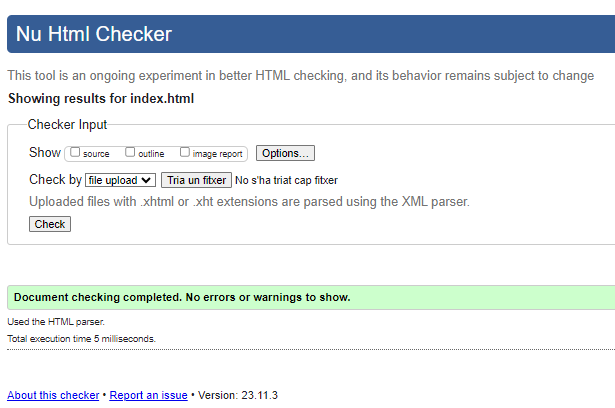 Nu Html Checker
This tool is an ongoing experiment in better HTML checking, and its behavior remains subject to change
Showing results for index.html
Checker Input
Show source outline image report Options...
Check by file upload Tria un fitxer No s'ha triat cap fitxer
Uploaded files with .xhtml or .xht extensions are parsed using the XML parser.
Check
Document checking completed. No errors or warnings to show.
Used the HTML parser.
Total execution time 5 milliseconds.
About this checker • Report an issue • Version: 23.11.3